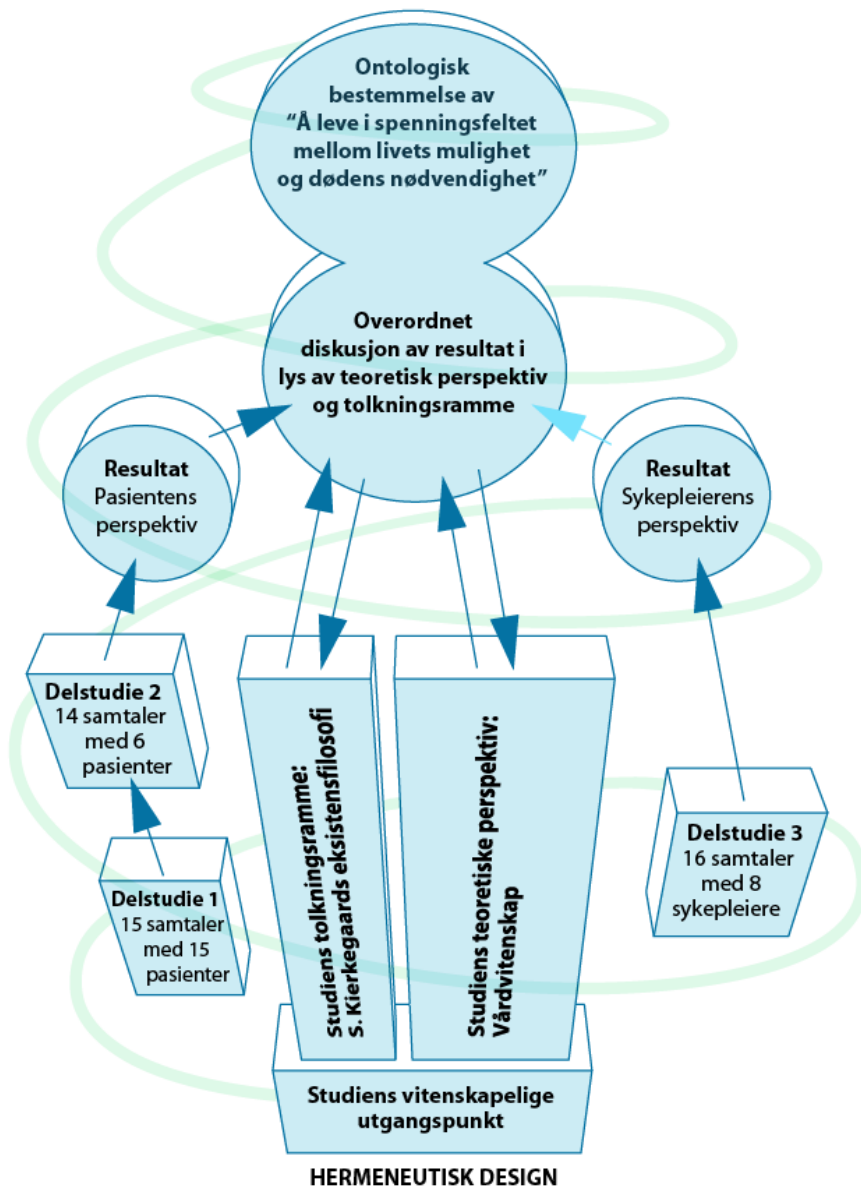 Ontologisk
bestemmelse av
“Å leve i spenningsfeltet
mellom livets mulighet
og dødens nødvendighet”
Overordnet
diskusjon av resultat i
lys av teoretisk perspektiv
og tolkningsramme
Resultat
Pasientens
perspektiv
Resultat
Sykepleierens
perspektiv
Delstudie 2
14 samtaler
med 6
pasienter
Delstudie 1
15 samtaler
med 15
pasienter
Studiens tolkningsramme:
S. Kierkegaards eksistensfilosofi
Studiens teoretiske perspektiv:
Vårdvitenskap
Delstudie 3
16 samtaler
med 8
sykepleiere
Studiens vitenskapelige
utgangspunkt
HERMENEUTISK DESIGN